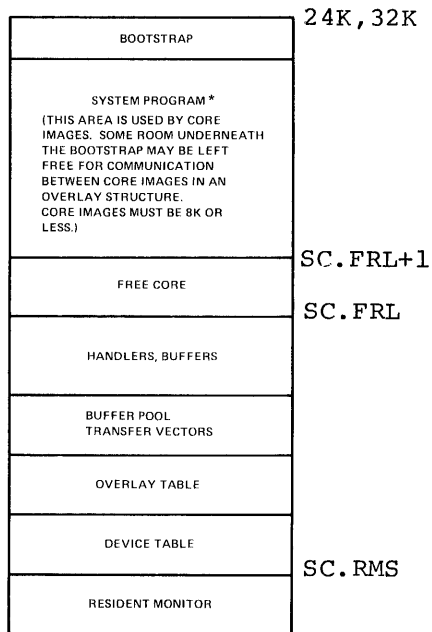 24K,32K
BOOTSTRAP
SYSTEM PROGRAM *
(THIS AREA IS USED BY CORE
IMAGES. SOME ROOM UNDERNEATH
THE BOOTSTRAP MAY BE LEFT
FREE FOR COMMUNICATION
BETWEEN CORE IMAGES IN AN
OVERLAY STRUCTURE.
CORE IMAGES MUST BE 8K OR
LESS.)
SC.FRL+1
FREE CORE
SC.FRL
HANDLERS, BUFFERS
BUFFER POOL
TRANSFER VECTORS
OVERLAY TABLE
DEVICE TABLE
SC.RMS
RESIDENT MONITOR